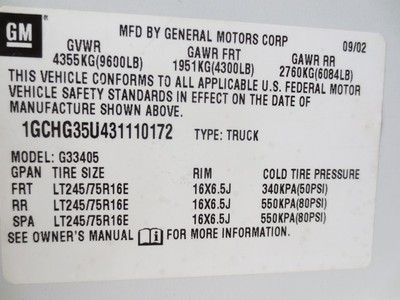 GM
MFD BY GENERAL MOTORS CORP
09/02
GVWR GAWR FRT GAWR RR
4355KG(9600LB) 1951KG(4300LB) 2760KG(6084LB)
THIS VEHICLE CONFORMS TO ALL APPLICABLE U.S. FEDERAL MOTOR
VEHICLE SAFETY STANDARDS IN EFFECT ON THE DATE OF
MANUFACTURE SHOWN ABOVE.
1GCHG35U431110172 TYPE: TRUCK
MODEL: G33405
GPAN TIRE SIZE RIM COLD TIRE PRESSURE
FRT LT245/75R16E 16X6.5J 340KPA(50PSI)
RR LT245/75R16E 16X6.5J 550KPA(80PSI)
SPA LT245/75R16E 16X6.5J 550KPA(80PSI)
SEE OWNER'S MANUAL i FOR MORE INFORMATION.